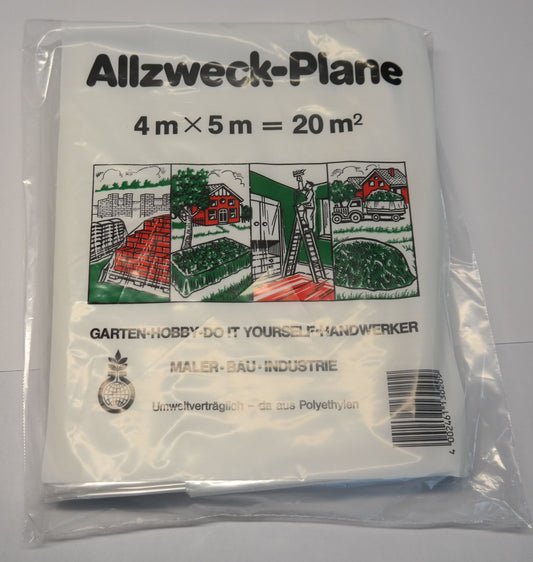 Allzweck-Plane
4 m × 5 m = 20 m²
GARTEN•HOBBY•DO IT YOURSELF•HANDWERKER
MALER • BAU • INDUSTRIE
Umweltverträglich – da aus Polyethylen